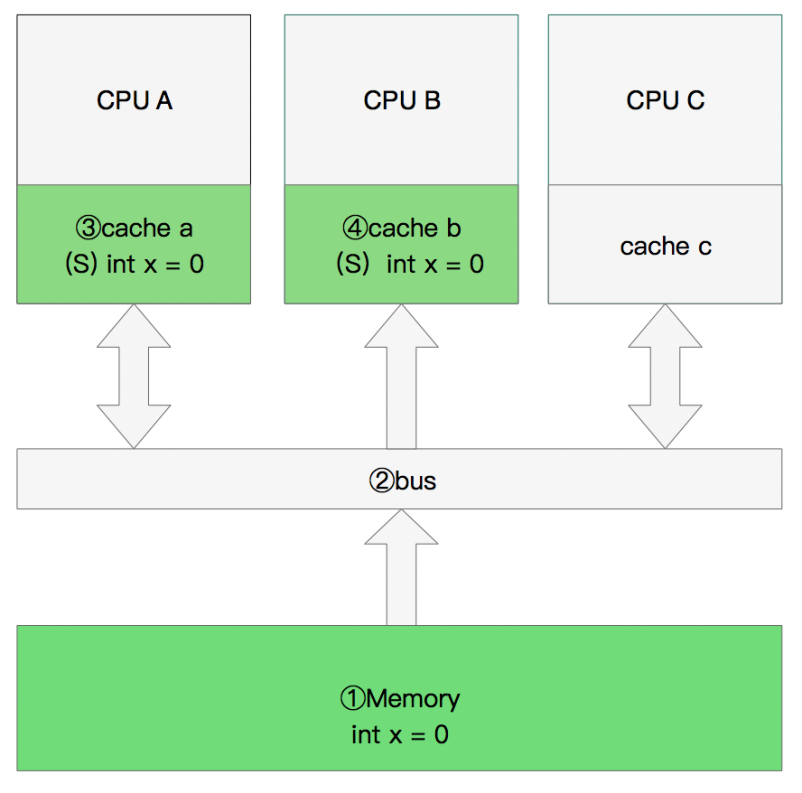 CPU A
CPU B
CPU C
③cache a
(S) int x = 0
④cache b
(S) int x = 0
cache c
②bus
①Memory
int x = 0